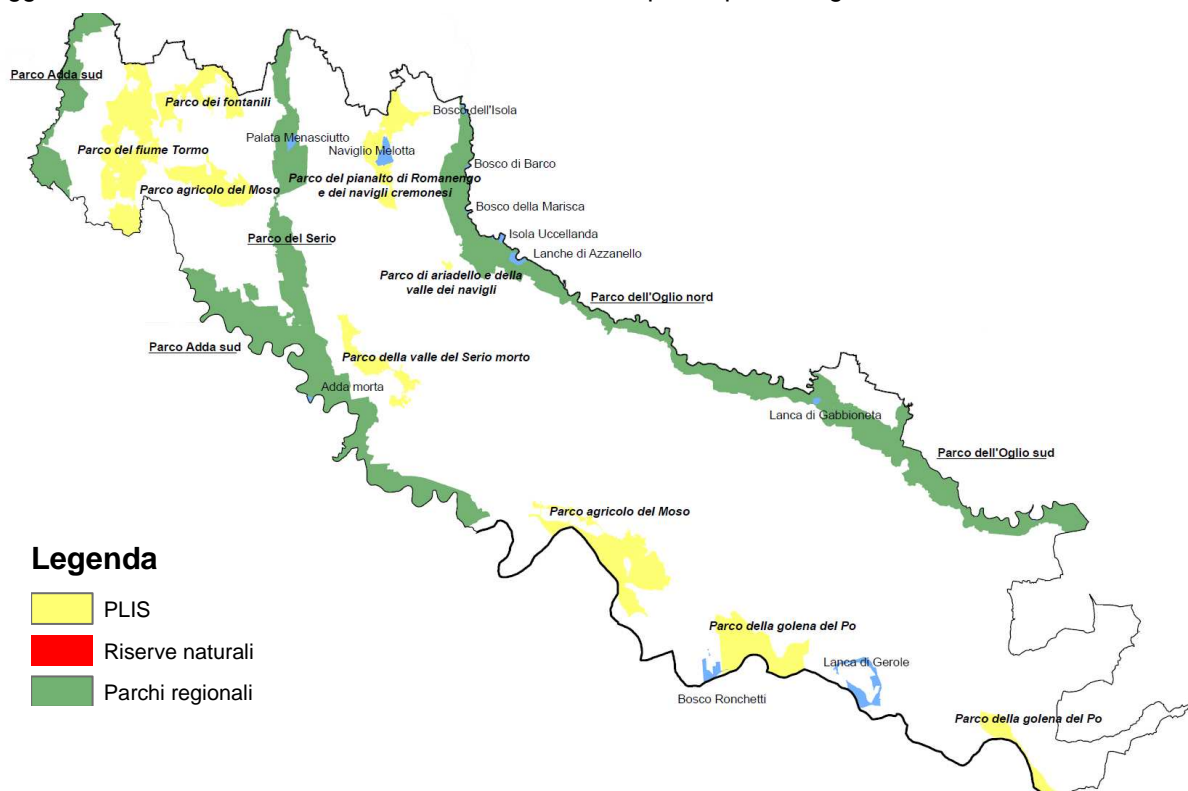 Parco Adda sud
Parco dei fontanili
Bosco dell'Isola
Palata Menasciutto
Naviglio Melotta
Parco del fiume Tormo
Bosco di Barco
Parco agricolo del Moso
Parco del pianalto di Romanengo
e dei navigli cremonesi
Bosco della Marisca
Isola Uccellanda
Parco del Serio
Lanche di Azzanello
Parco di ariadello e della
valle dei navigli
Parco dell'Oglio nord
Parco Adda sud
Parco della valle del Serio morto
Adda morta
Lanca di Gabbioneta
Parco dell'Oglio sud
Parco agricolo del Moso
Legenda
PLIS
Riserve naturali
Parchi regionali
Parco della golena del Po
Lanca di Gerole
Bosco Ronchetti
Parco della golena del Po